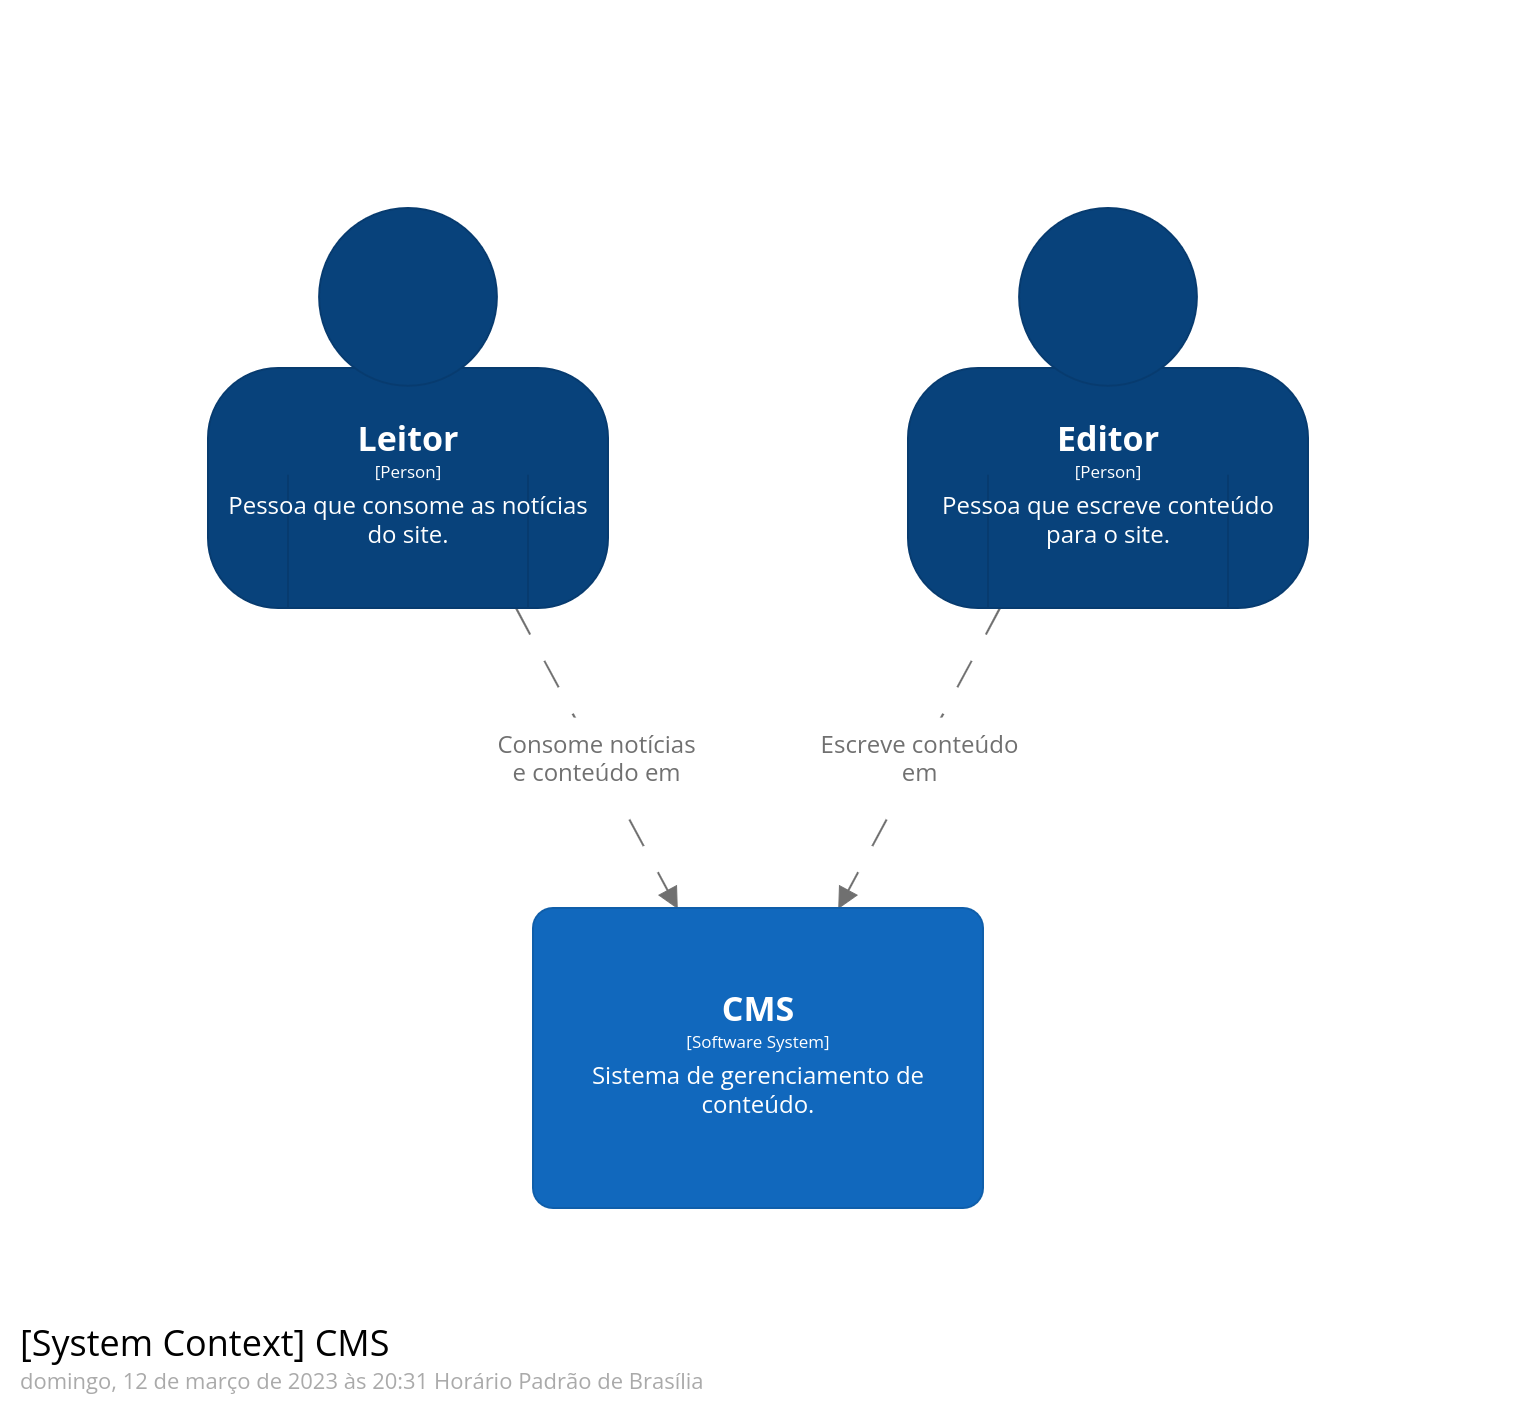 Leitor
[Person]
Pessoa que consome as notícias
do site.
Editor
[Person]
Pessoa que escreve conteúdo
para o site.
Consome notícias
e conteúdo em
Escreve conteúdo
em
CMS
[Software System]
Sistema de gerenciamento de
conteúdo.
[System Context] CMS
domingo, 12 de março de 2023 às 20:31 Horário Padrão de Brasília